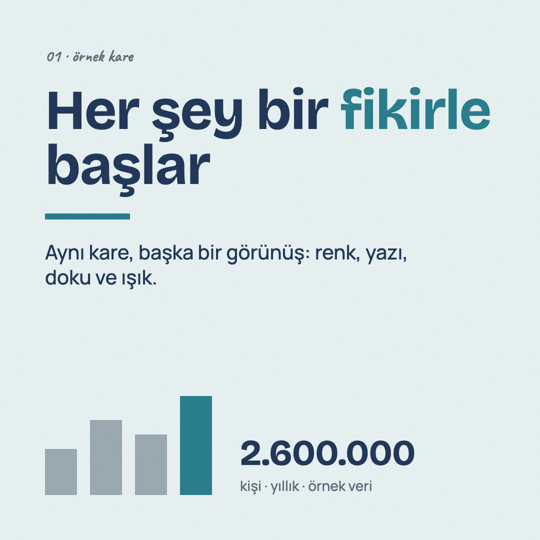 01 · örnek kare
Her şey bir fikirle
başlar
Aynı kare, başka bir görünüş: renk, yazı,
doku ve ışık.
2.600.000
kişi · yıllık · örnek veri